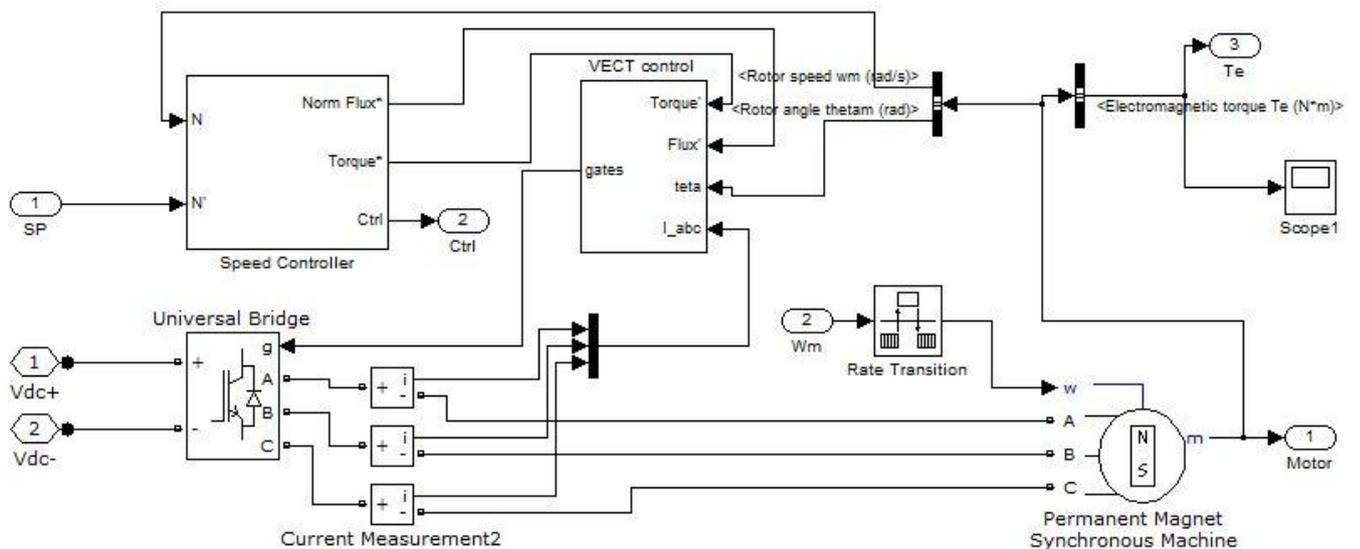 VECT control
<Rotor speed wm (rad/s)>
3
Te
Norm Flux*
Torque'
N
<Rotor angle thetam (rad)>
<Electromagnetic torque Te (N*m)>
Flux'
Torque*
gates
teta
1
SP
N'
Ctrl
2
Ctrl
I_abc
Scope1
Speed Controller
Universal Bridge
2
Wm
Rate Transition
1
Vdc+
+
g
A
+
i
-
w
A
2
Vdc-
-
B
+
i
-
B
N
S
m
1
Motor
C
+
i
-
C
Current Measurement2
Permanent Magnet
Synchronous Machine